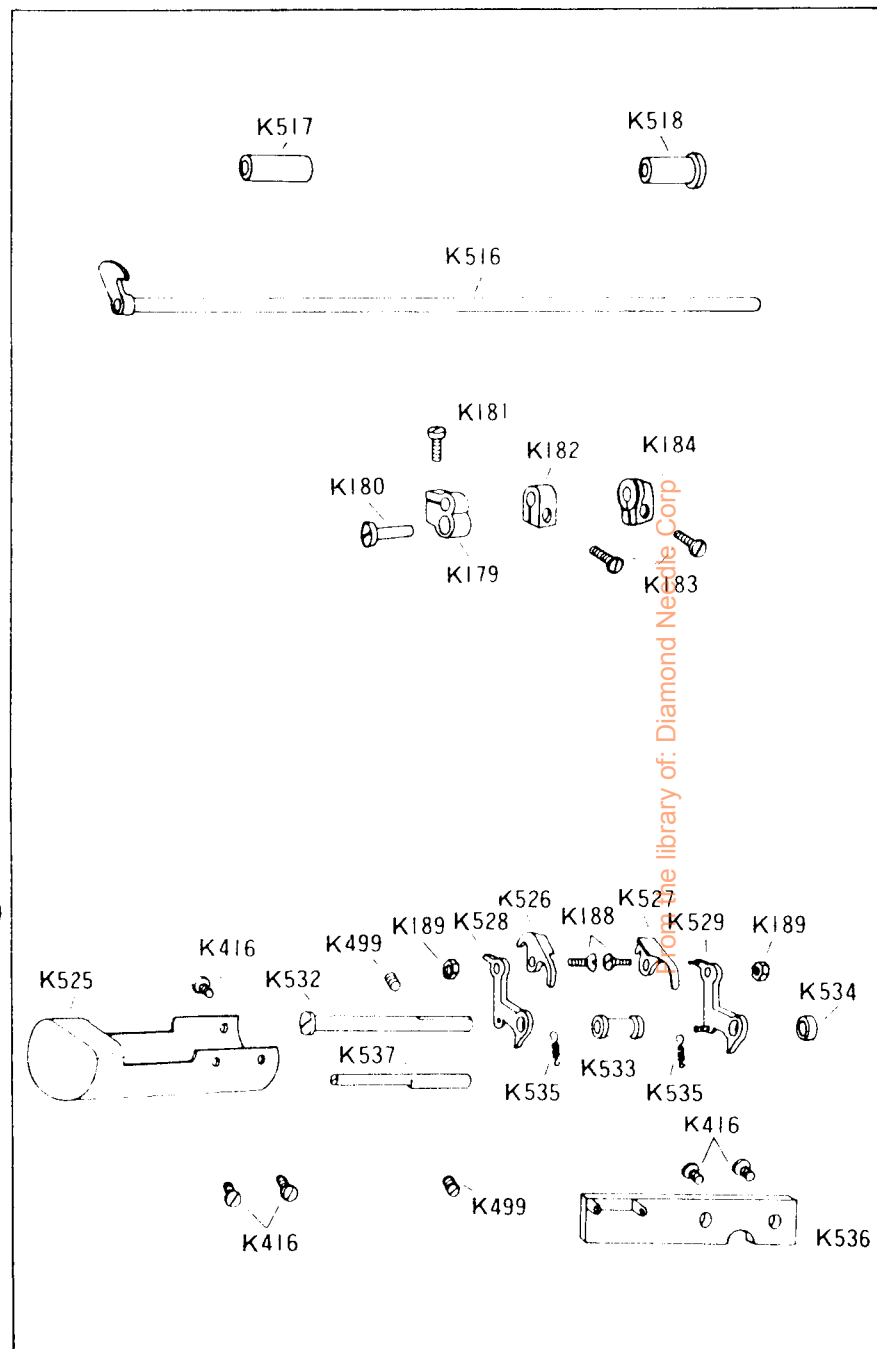 K517
K518
K516
K181
K182
K184
K180
K179
K183
From the library of: Diamond Needle Corp
K526
K527
K189
K528
K188
K529
K189
K416
K499
K525
K532
K534
K537
K535
K533
K535
K416
K499
K416
K536